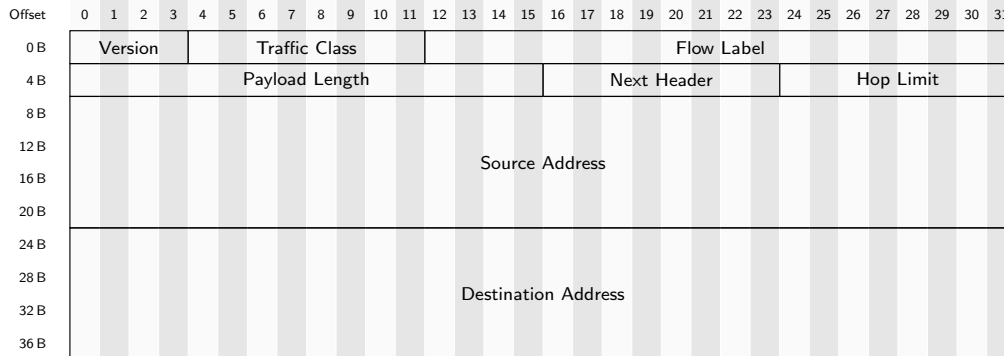 Offset 0 1 2 3 4 5 6 7 8 9 10 11 12 13 14 15 16 17 18 19 20 21 22 23 24 25 26 27 28 29 30 31
0 B Version Traffic Class Flow Label
4 B Payload Length Next Header Hop Limit
8 B
12 B
Source Address
16 B
20 B
24 B
28 B
Destination Address
32 B
36 B